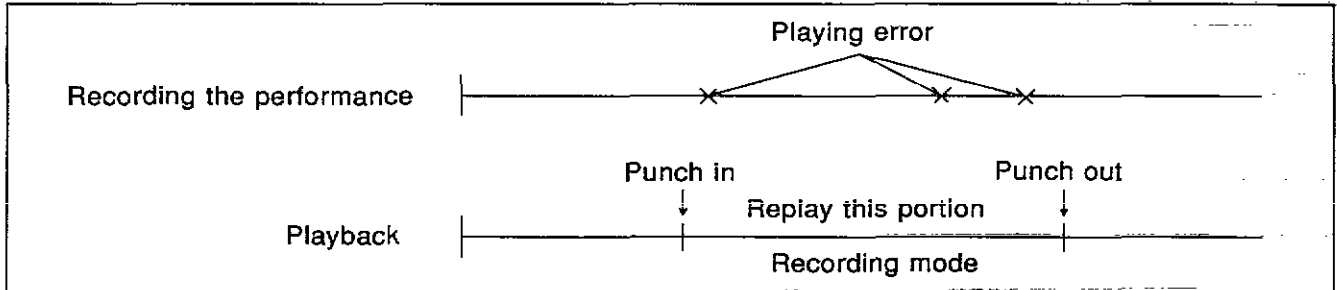 Playing error
Recording the performance
Punch in
Punch out
Replay this portion
Playback
Recording mode